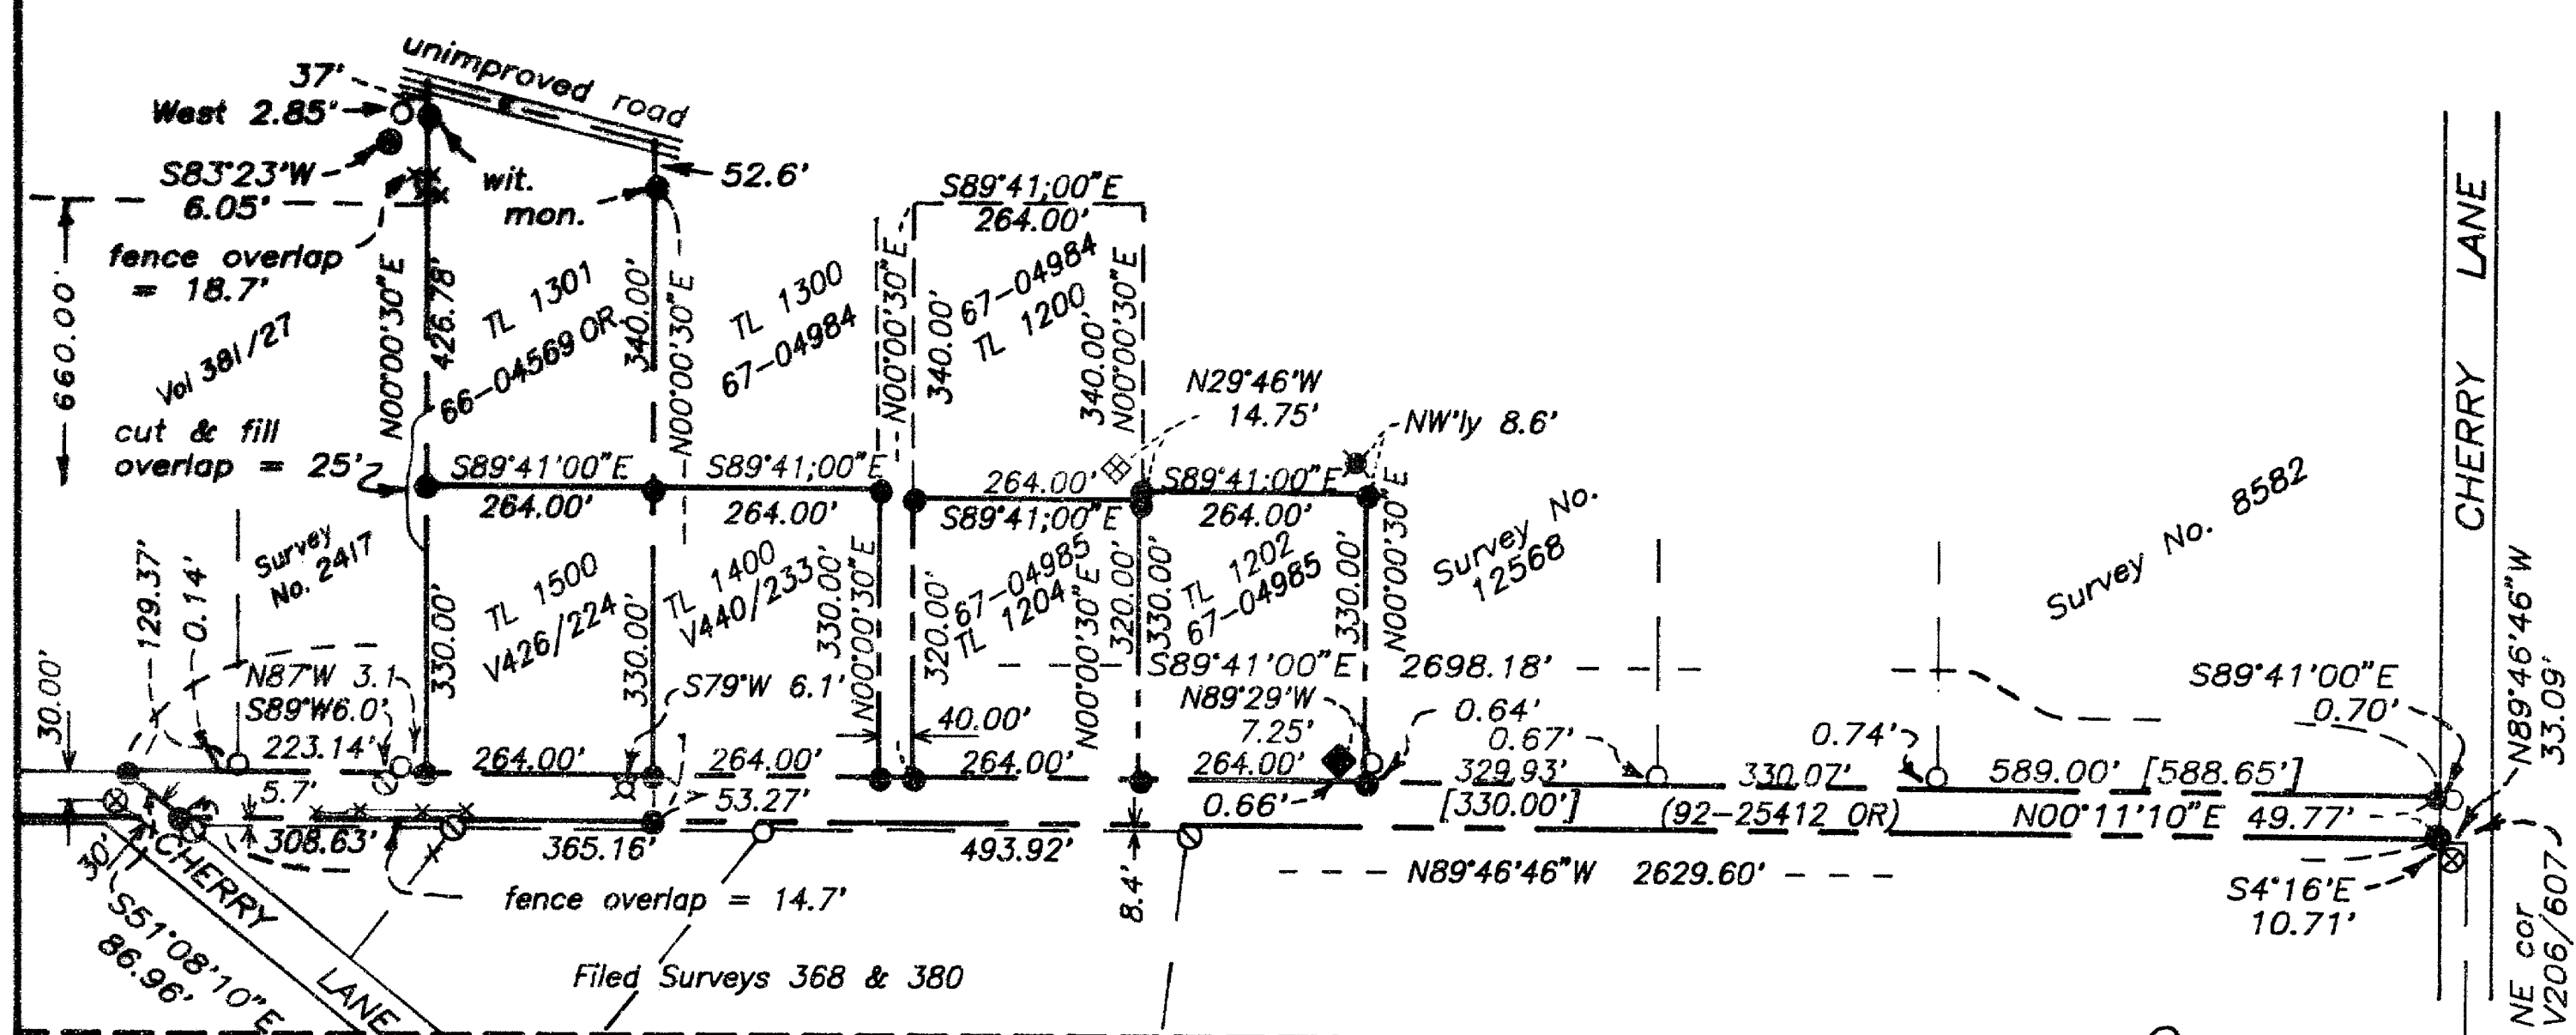 unimproved road
37'
West 2.85'
S83°23'W
6.05'
wit.
mon.
52.6'
fence overlap
= 18.7'
660.00'
Vol 381/27
N00°00'30"E
426.78'
TL 1301
66-04569 OR
340.00'
N00°00'30"E
TL 1300
67-04984
N00°00'30"E
340.00'
S89°41;00"E
264.00'
67-04984
TL 1200
340.00'
N00°00'30"E
N29°46'W
14.75'
NW'ly 8.6'
cut & fill
overlap = 25'
S89°41'00"E
264.00'
S89°41;00"E
264.00'
264.00'
S89°41;00"E
S89°41:00"E
264.00'
N00°00'30"E
Survey No.
12568
Survey No. 8582
CHERRY LANE
129.37'
0.14'
Survey
No. 2417
330.00'
TL 1500
V426/224
330.00'
TL 1400
V440/233
330.00'
N00°00'30"E
320.00'
67-04985
TL 1204
N00°00'30"E
320.00'
330.00'
TL 1202
67-04985
330.00'
S89°41'00"E 2698.18'
30.00'
N87°W 3.1
S89°W6.0'
223.14'
S79°W 6.1'
40.00'
N89°29'W
7.25'
0.64'
0.67'
0.74'
S89°41'00"E
0.70'
N89°46'46"W
33.09'
264.00'
264.00'
264.00'
264.00'
329.93'
330.07'
589.00' [588.65']
5.7'
53.27'
0.66'
[330.00']
(92-25412 OR)
N00°11'10"E 49.77'
308.63'
365.16'
493.92'
8.4'
N89°46'46"W 2629.60'
S4°16'E
10.71'
30'
CHERRY LANE
S51°08'10"E
86.96'
fence overlap = 14.7'
Filed Surveys 368 & 380
NE cor
V206/607